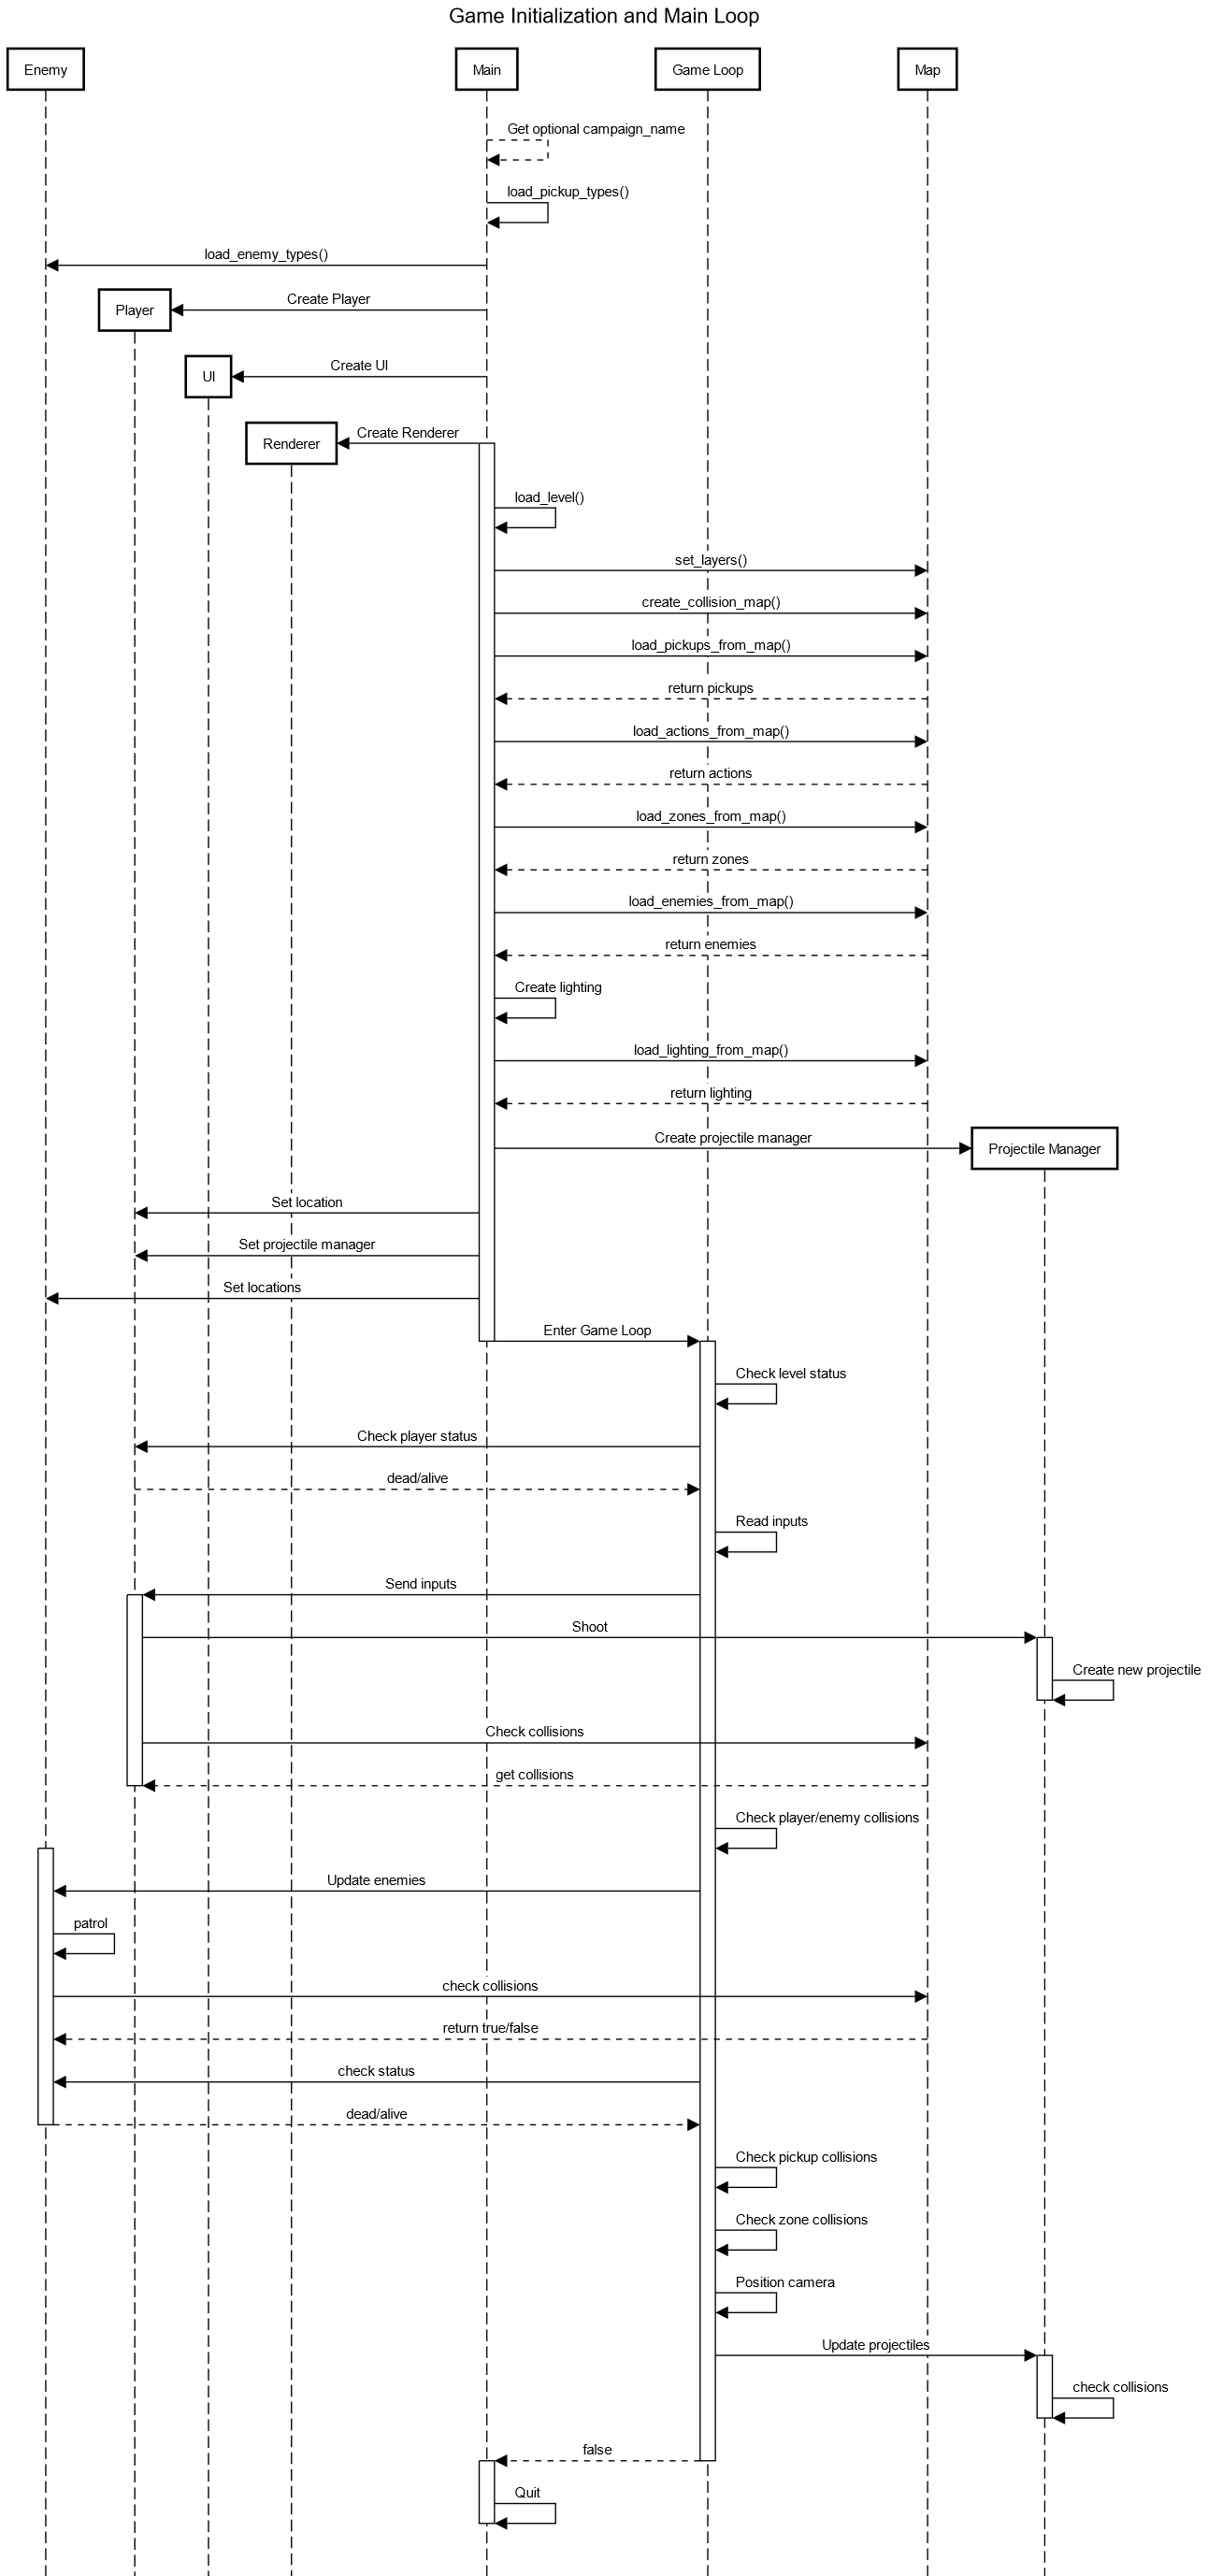 Game Initialization and Main Loop
Enemy
Main
Game Loop
Map
Get optional campaign_name
load_pickup_types()
load_enemy_types()
Create Player
Player
Create UI
UI
Create Renderer
Renderer
load_level()
set_layers()
create_collision_map()
load_pickups_from_map()
return pickups
load_actions_from_map()
return actions
load_zones_from_map()
return zones
load_enemies_from_map()
return enemies
Create lighting
load_lighting_from_map()
return lighting
Create projectile manager
Projectile Manager
Set location
Set projectile manager
Set locations
Enter Game Loop
Check level status
Check player status
dead/alive
Read inputs
Send inputs
Shoot
Create new projectile
Check collisions
get collisions
Check player/enemy collisions
Update enemies
patrol
check collisions
return true/false
check status
dead/alive
Check pickup collisions
Check zone collisions
Position camera
Update projectiles
check collisions
false
Quit